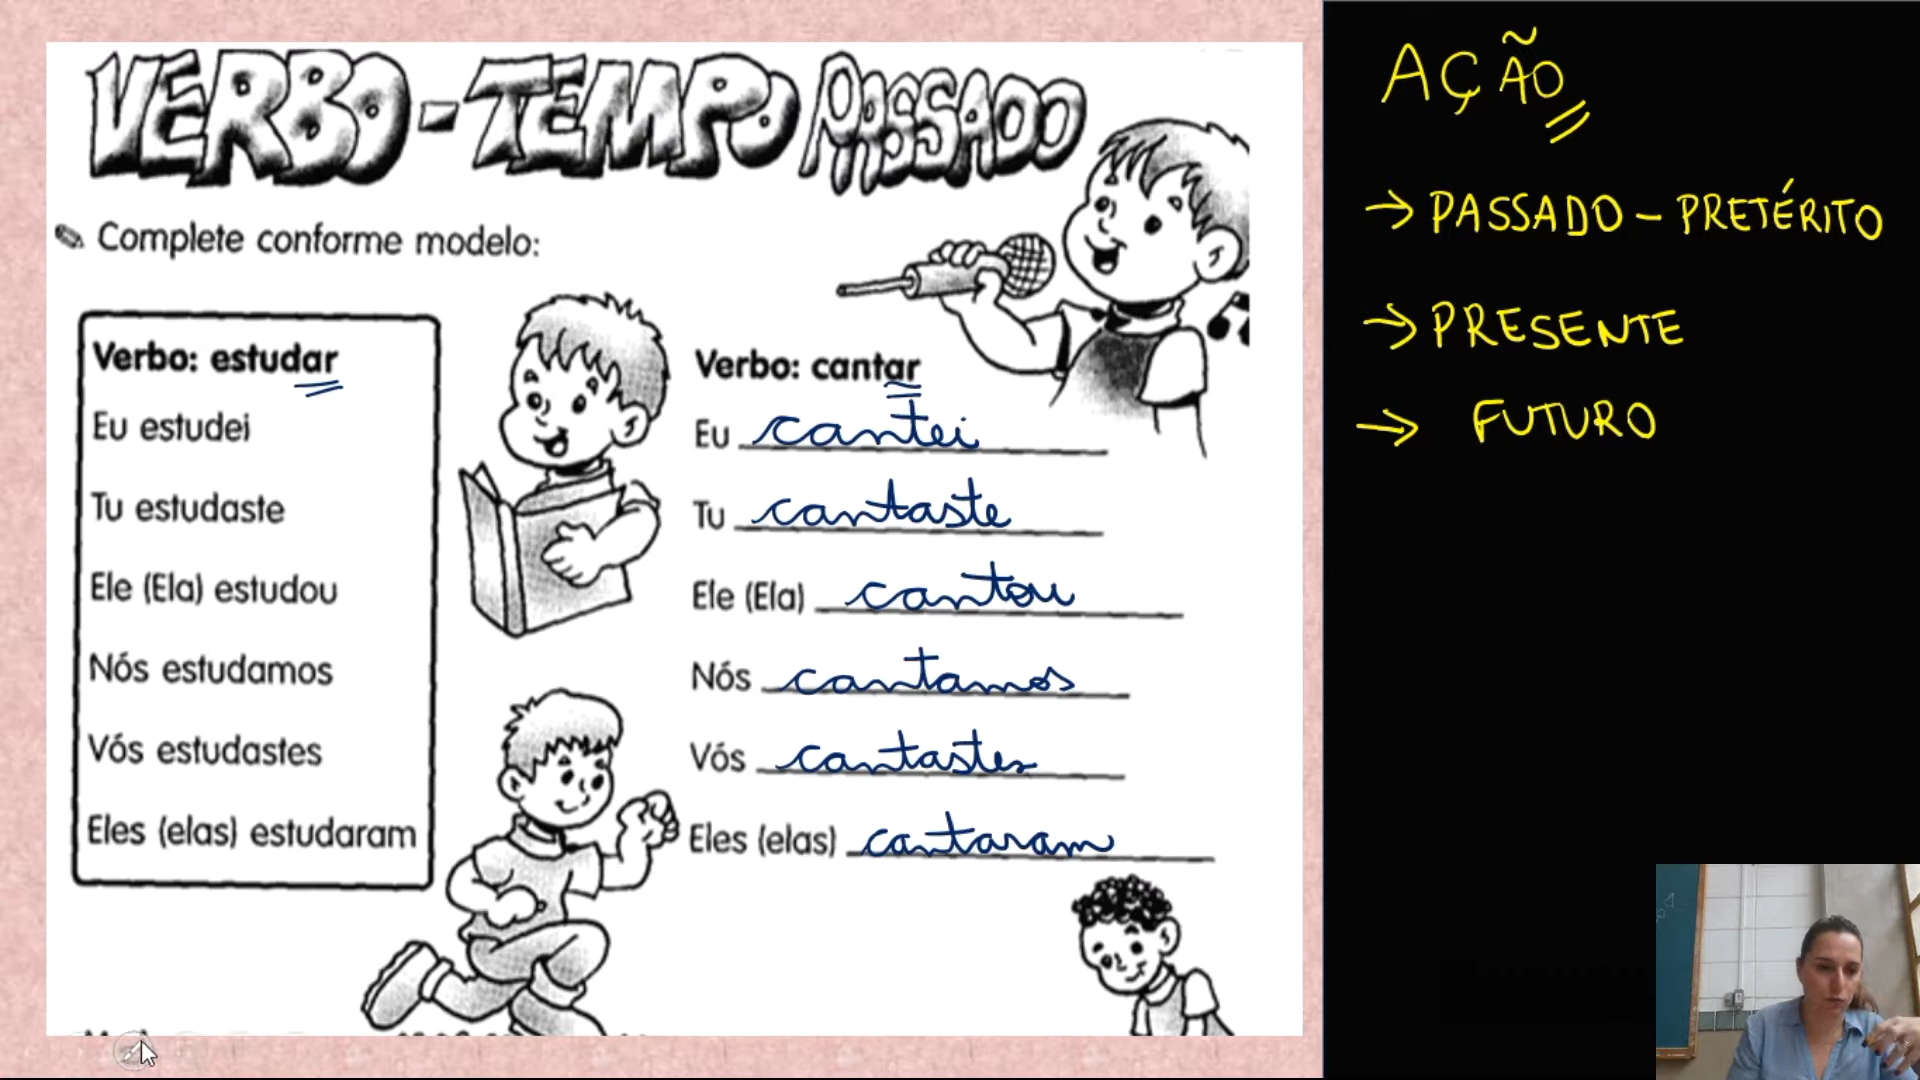 VERBO - TEMPO PASSADO
Complete conforme modelo:
Verbo: estudar
Eu estudei
Tu estudaste
Ele (Ela) estudou
Nós estudamos
Vós estudastes
Eles (elas) estudaram
Verbo: cantar
Eu cantei
Tu cantaste
Ele (Ela) cantou
Nós cantamos
Vós cantastes
Eles (elas) cantaram
AÇÃO
→ PASSADO - PRETÉRITO
→ PRESENTE
→ FUTURO